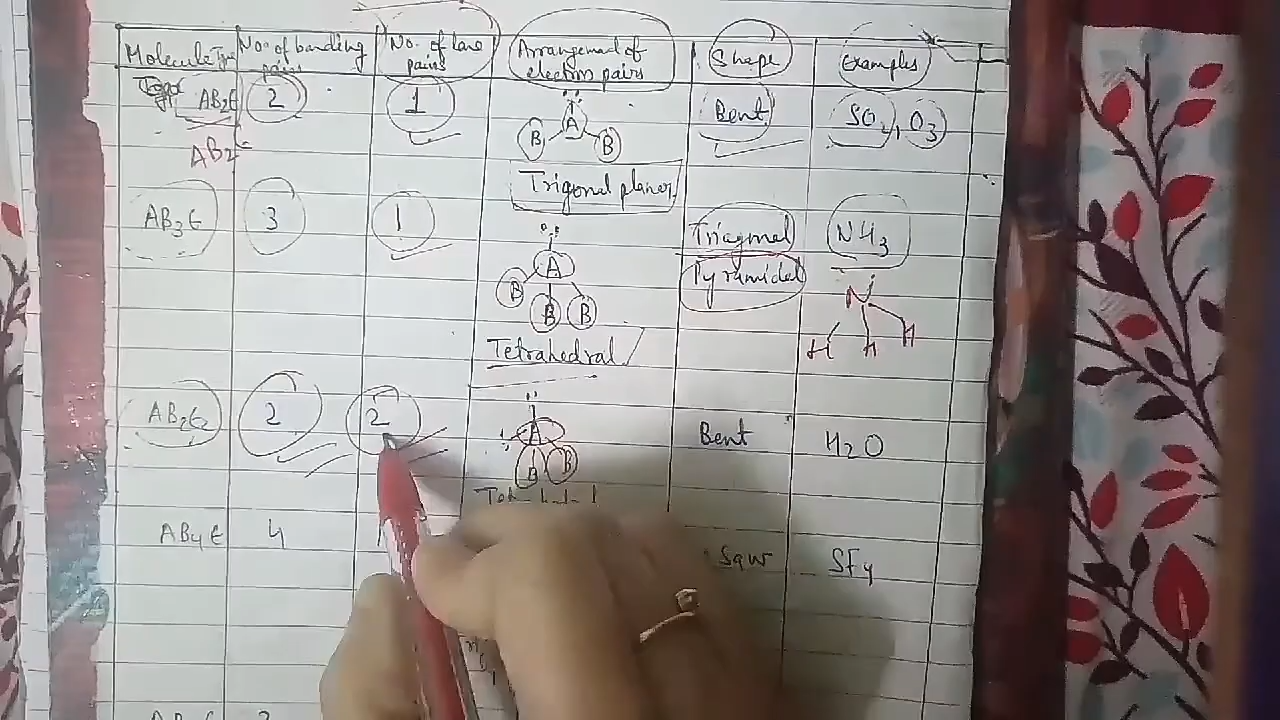 Molecule Type No. of bonding pairs No. of lone pairs Arrangement of electron pairs Shape Examples
AB2E 2 1 Bent SO2, O3
A
B B
AB2E
Trigonal planar
AB3E 3 1 Triagonal NH3
Pyramidal
A
B B B
N
H H H
Tetrahedral
AB2E2 2 2 Bent H2O
A
B B
AB4E 4 Saw SF4